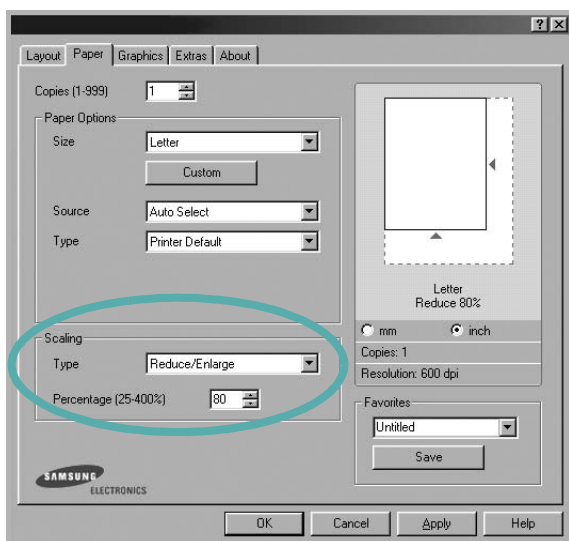 ? X
Layout Paper Graphics Extras About
Copies (1-999) 1
Paper Options
Size Letter
Custom
Source Auto Select
Type Printer Default
Letter
Reduce 80%
mm inch
Copies: 1
Resolution: 600 dpi
Scaling
Type Reduce/Enlarge
Percentage (25-400%) 80
Favorites
Untitled
Save
SAMSUNG
ELECTRONICS
OK Cancel Apply Help